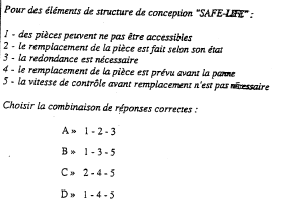 Pour des éléments de structure de conception "SAFE-LIFE" :
1 - des pièces peuvent ne pas être accessibles
2 - le remplacement de la pièce est fait selon son état
3 - la redondance est nécessaire
4 - le remplacement de la pièce est prévu avant la panne
5 - la vitesse de contrôle avant remplacement n'est pas nécessaire
Choisir la combinaison de réponses correctes :
A » 1 - 2 - 3
B » 1 - 3 - 5
C » 2 - 4 - 5
D » 1 - 4 - 5